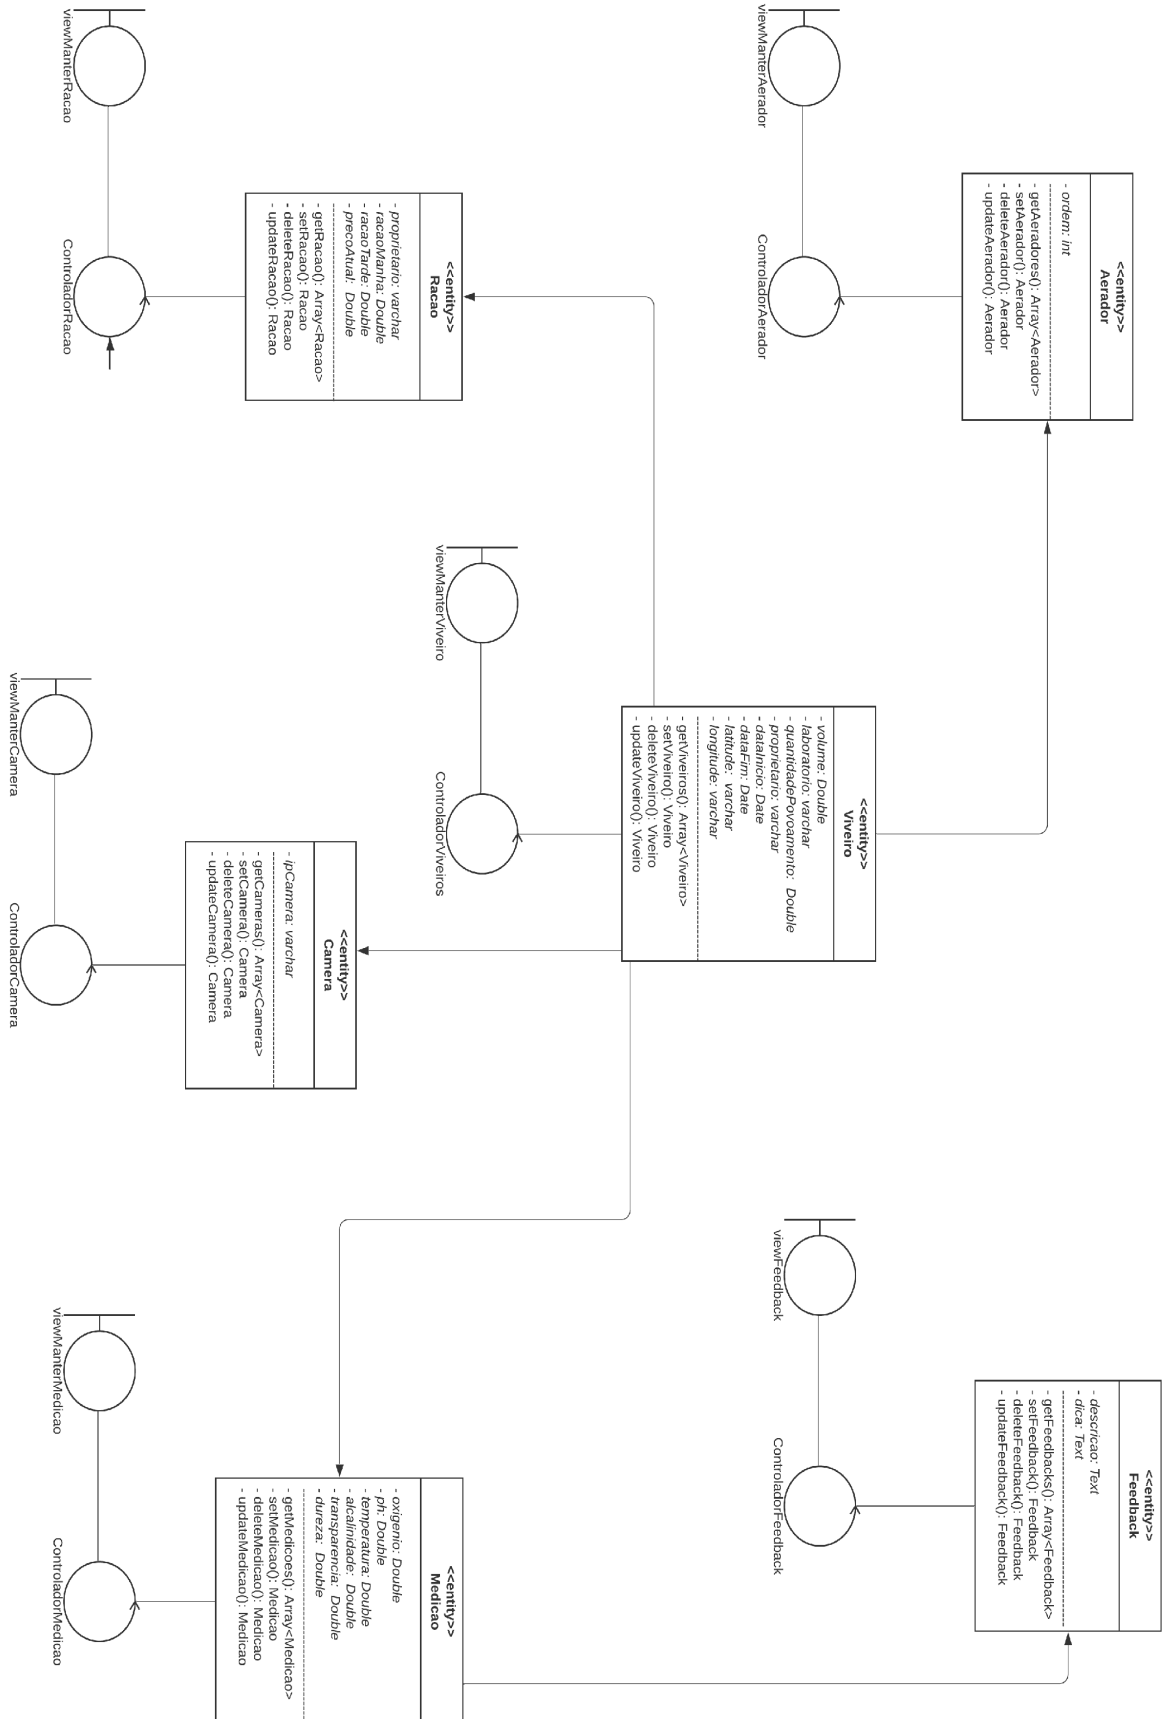 viewManterAerador
ControladorAerador
<<entity>>
Aerador
- ordem: int
- getAeradores(): Array<Aerador>
- setAerador(): Aerador
- deleteAerador(): Aerador
- updateAerador(): Aerador
viewFeedback
ControladorFeedback
<<entity>>
Feedback
- descricao: Text
- dica: Text
- getFeedbacks(): Array<Feedback>
- setFeedback(): Feedback
- deleteFeedback(): Feedback
- updateFeedback(): Feedback
<<entity>>
Viveiro
- volume: Double
- laboratorio: varchar
- quantidadePovoamento: Double
- proprietario: varchar
- dataInicio: Date
- dataFim: Date
- latitude: varchar
- longitude: varchar
- getViveiros(): Array<Viveiro>
- setViveiro(): Viveiro
- deleteViveiro(): Viveiro
- updateViveiro(): Viveiro
viewManterViveiro
ControladorViveiros
<<entity>>
Racao
- proprietario: varchar
- racaoManha: Double
- racaoTarde: Double
- precoAtual: Double
- getRacao(): Array<Racao>
- setRacao(): Racao
- deleteRacao(): Racao
- updateRacao(): Racao
viewManterRacao
ControladorRacao
<<entity>>
Camera
- ipCamera: varchar
- getCameras(): Array<Camera>
- setCamera(): Camera
- deleteCamera(): Camera
- updateCamera(): Camera
viewManterCamera
ControladorCamera
<<entity>>
Medicao
- oxigenio: Double
- ph: Double
- temperatura: Double
- alcalinidade: Double
- transparencia: Double
- dureza: Double
- getMedicoes(): Array<Medicao>
- setMedicao(): Medicao
- deleteMedicao(): Medicao
- updateMedicao(): Medicao
viewManterMedicao
ControladorMedicao